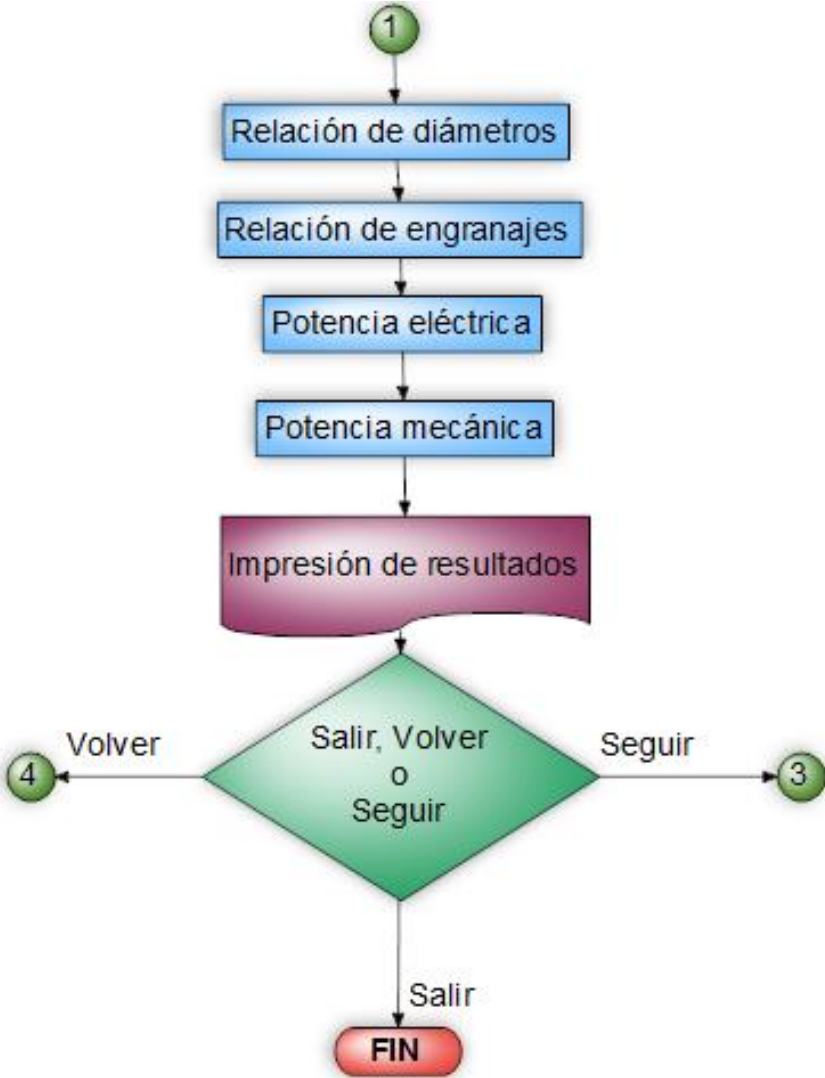 1
Relación de diámetros
Relación de engranajes
Potencia eléctrica
Potencia mecánica
Impresión de resultados
Salir, Volver
o
Seguir
Volver
4
Seguir
3
Salir
FIN